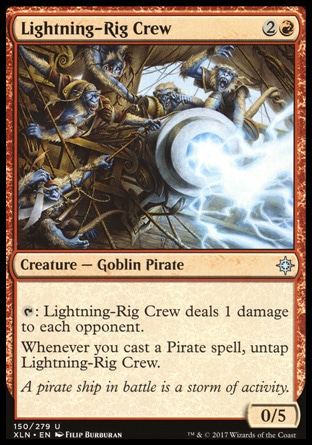 Lightning-Rig Crew 2
Creature — Goblin Pirate
: Lightning-Rig Crew deals 1 damage
to each opponent.
Whenever you cast a Pirate spell, untap
Lightning-Rig Crew.
A pirate ship in battle is a storm of activity.
0/5
150/279 U
XLN • EN Filip Burburan
™ & © 2017 Wizards of the Coast